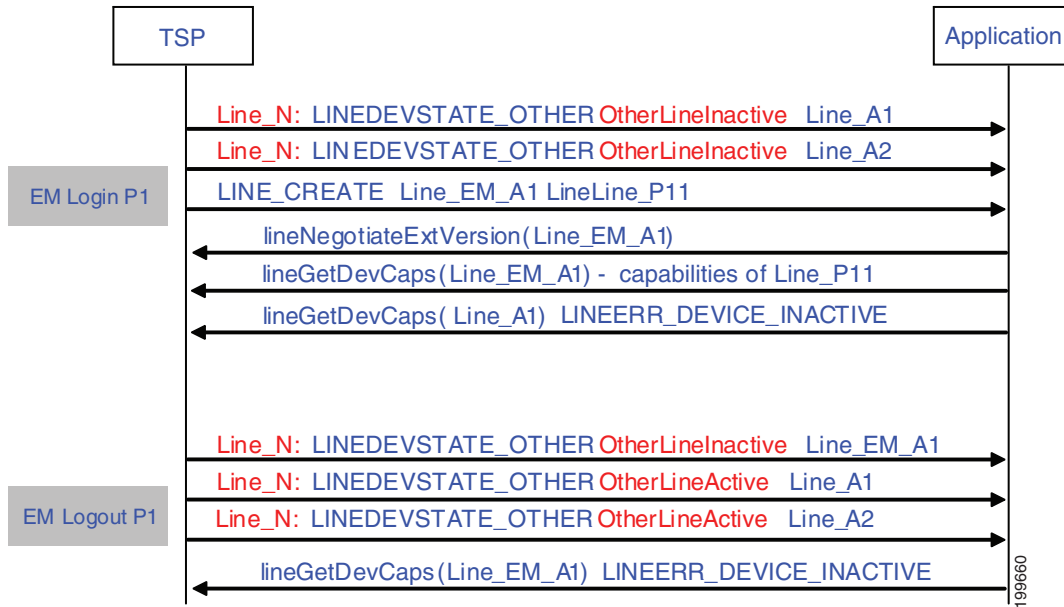 TSP
Application
Line_N: LINEDEVSTATE_OTHER OtherLineInactive Line_A1
Line_N: LINEDEVSTATE_OTHER OtherLineInactive Line_A2
EM Login P1
LINE_CREATE Line_EM_A1 LineLine_P11
lineNegotiateExtVersion(Line_EM_A1)
lineGetDevCaps(Line_EM_A1) - capabilities of Line_P11
lineGetDevCaps( Line_A1) LINEERR_DEVICE_INACTIVE
Line_N: LINEDEVSTATE_OTHER OtherLineInactive Line_EM_A1
Line_N: LINEDEVSTATE_OTHER OtherLineActive Line_A1
EM Logout P1
Line_N: LINEDEVSTATE_OTHER OtherLineActive Line_A2
lineGetDevCaps(Line_EM_A1) LINEERR_DEVICE_INACTIVE
199660